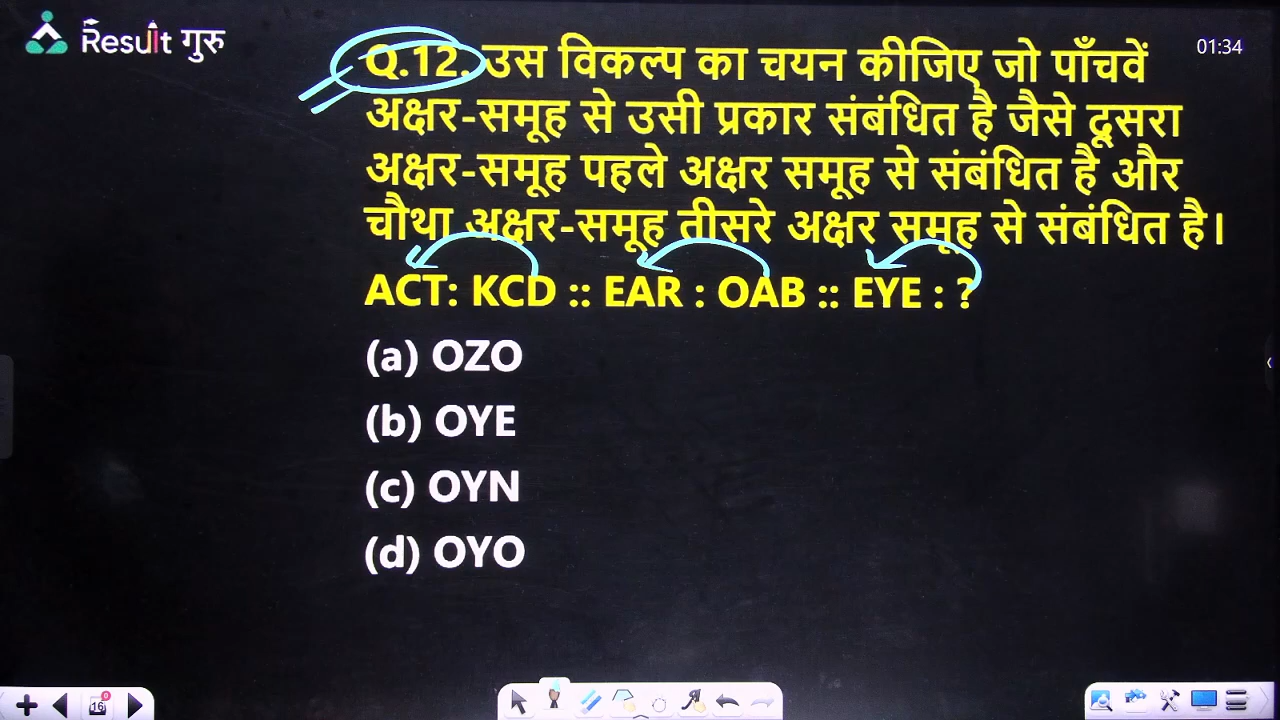 Result गुरु
01:34
Q.12. उस विकल्प का चयन कीजिए जो पाँचवें
अक्षर-समूह से उसी प्रकार संबंधित है जैसे दूसरा
अक्षर-समूह पहले अक्षर समूह से संबंधित है और
चौथा अक्षर-समूह तीसरे अक्षर समूह से संबंधित है।
ACT: KCD :: EAR : OAB :: EYE : ?
(a) OZO
(b) OYE
(c) OYN
(d) OYO
16
0